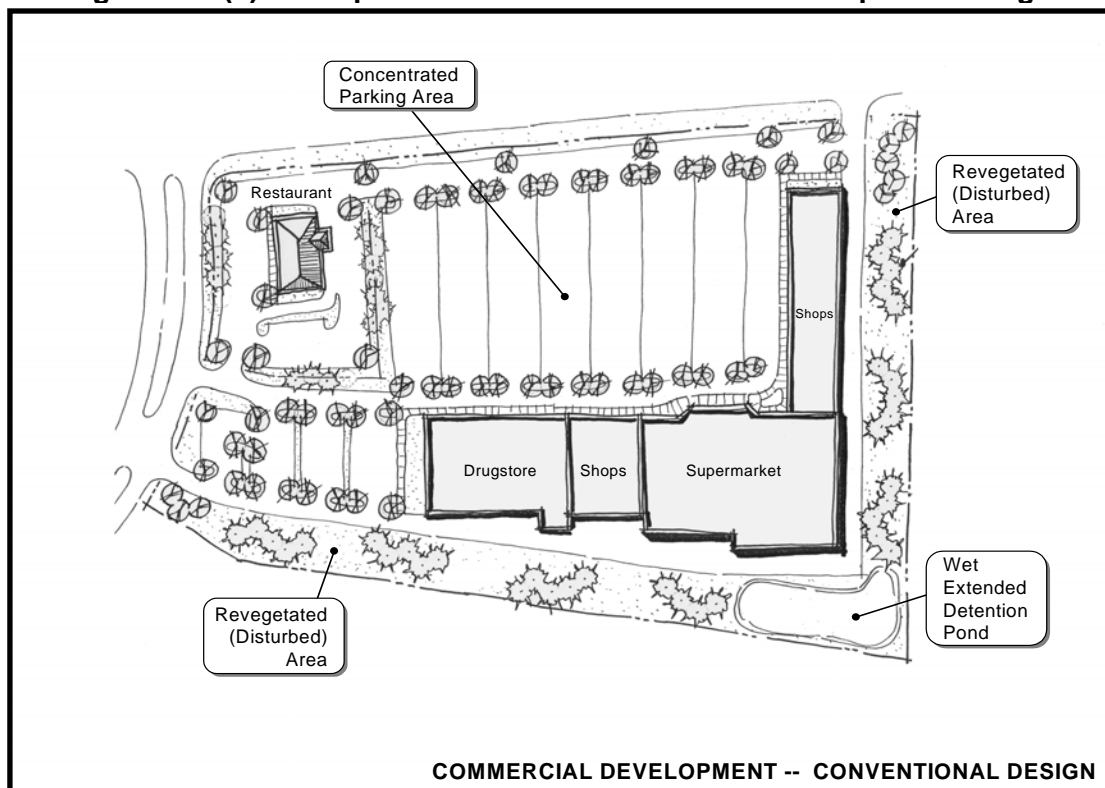 Concentrated
Parking Area
Restaurant
Revegetated
(Disturbed)
Area
Shops
Drugstore
Shops
Supermarket
Wet
Extended
Detention
Pond
Revegetated
(Disturbed)
Area
COMMERCIAL DEVELOPMENT -- CONVENTIONAL DESIGN